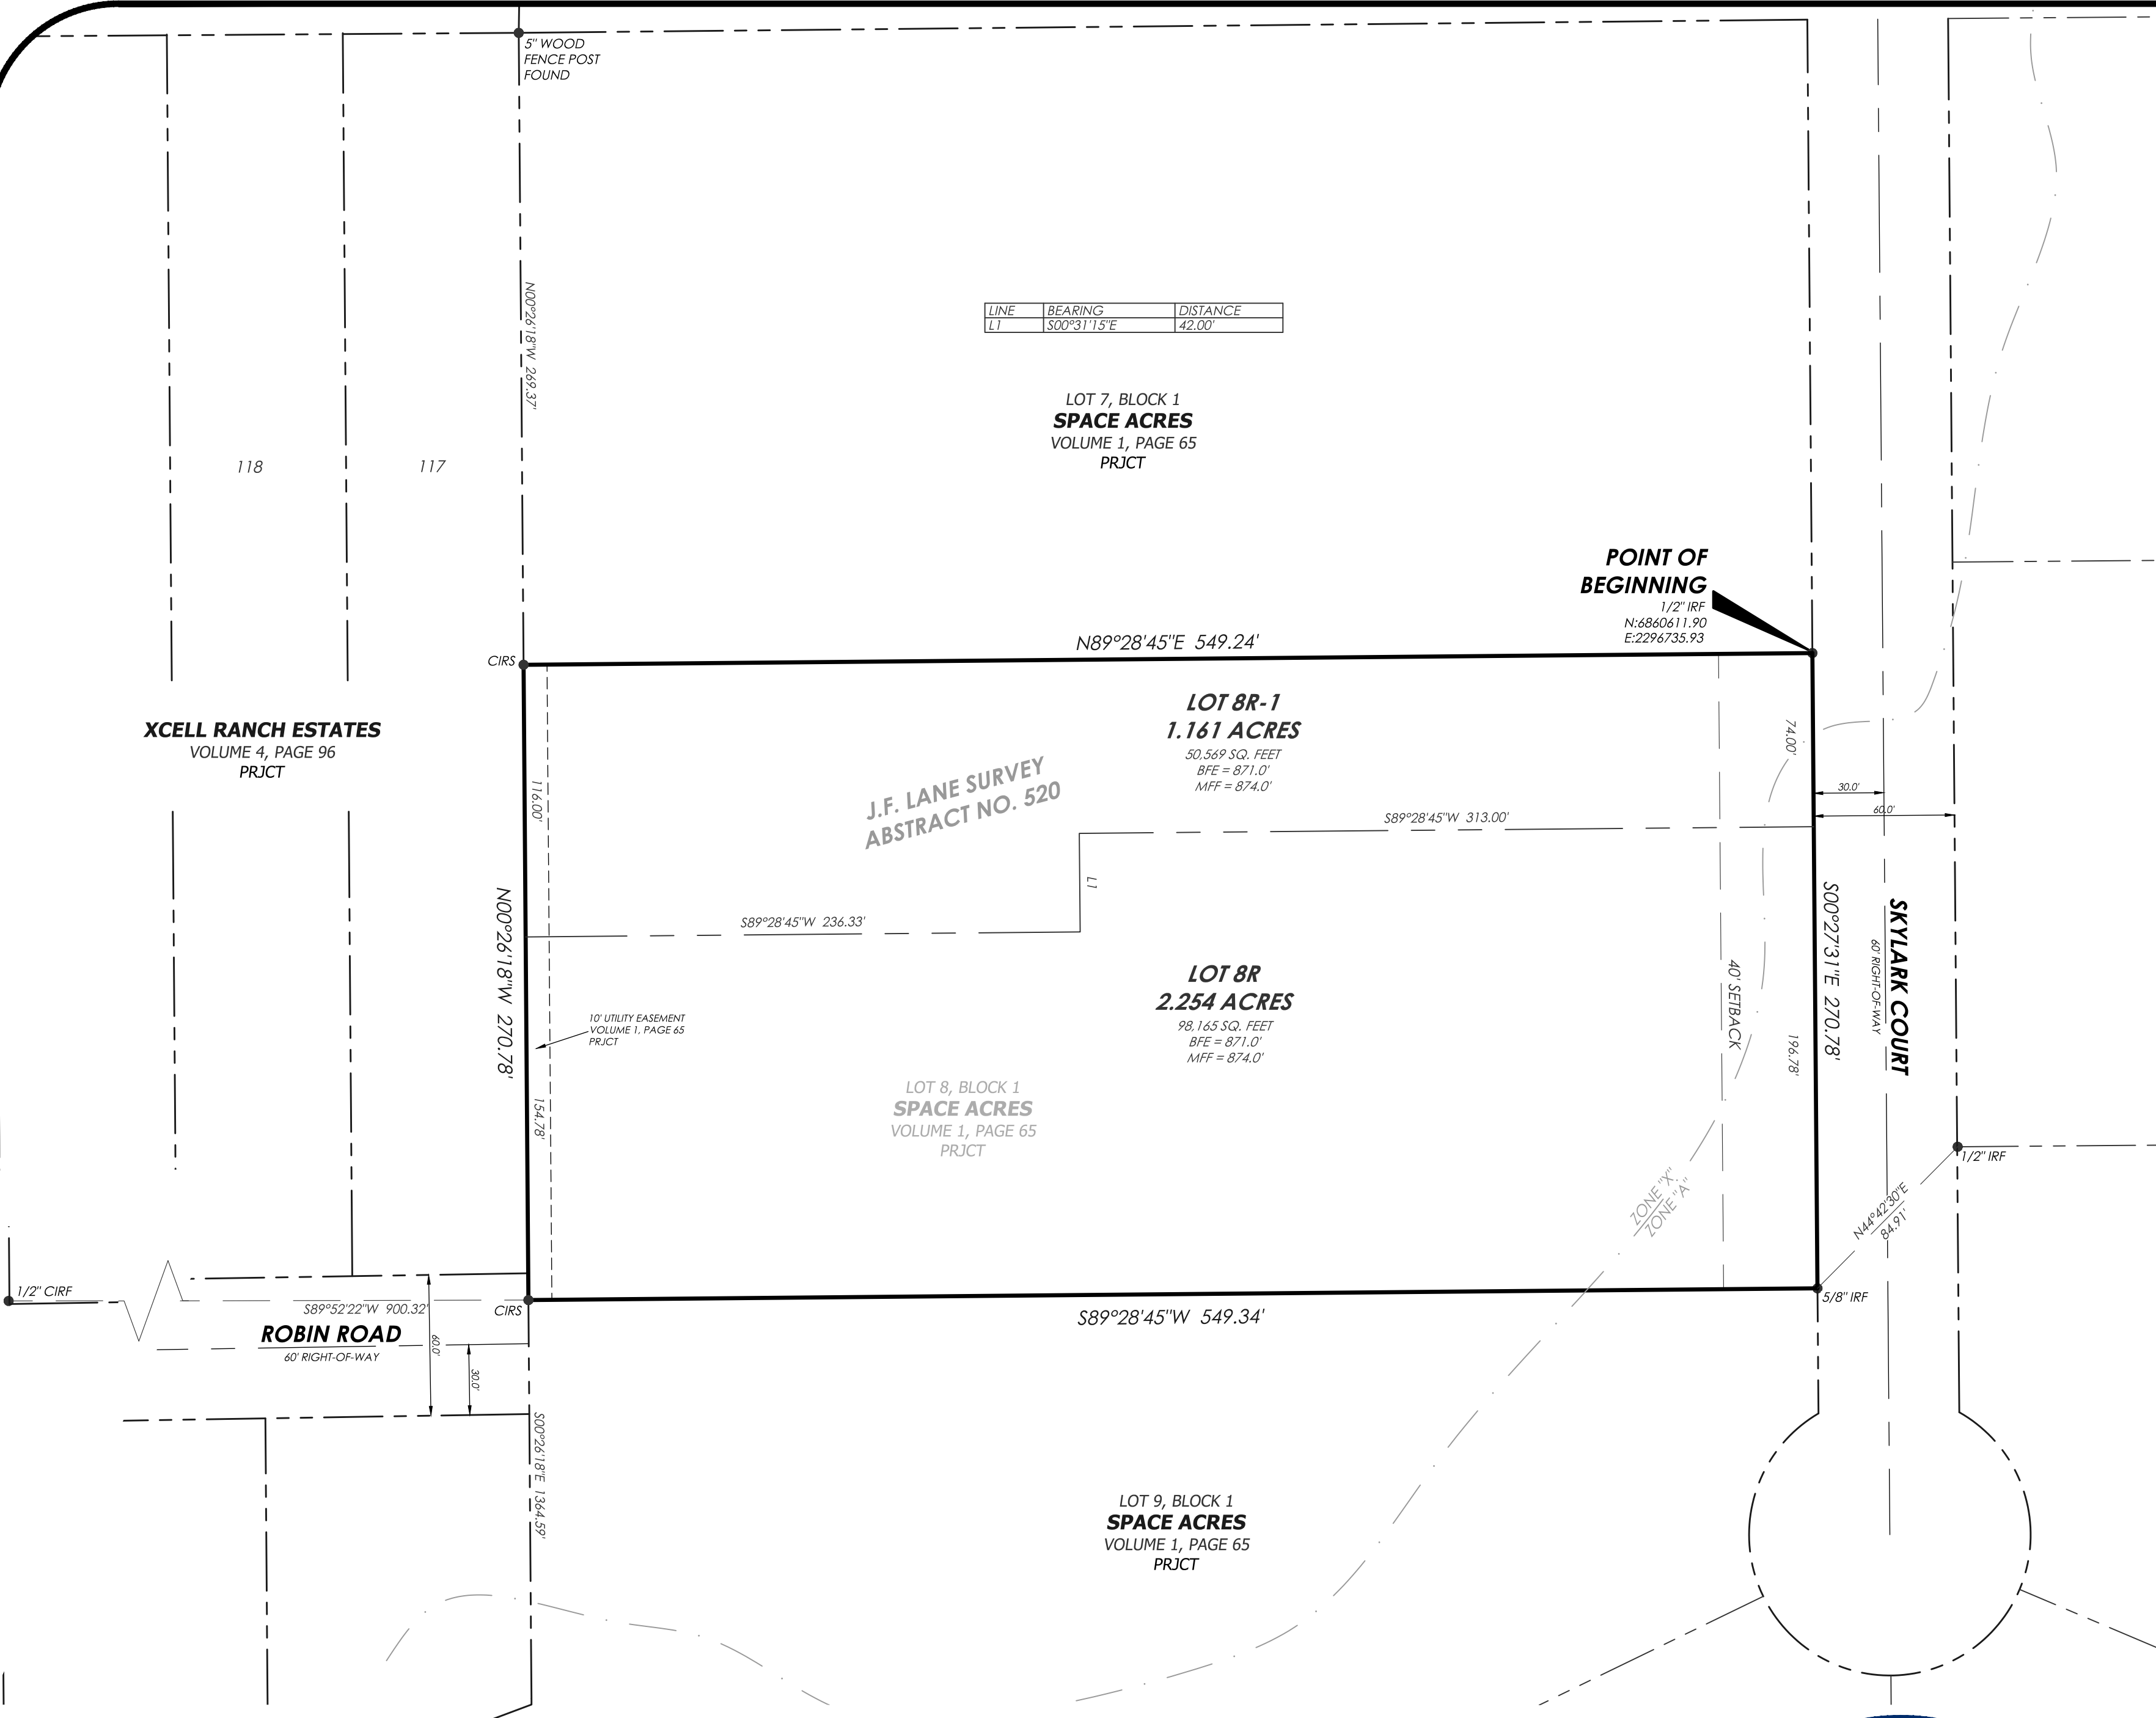 5" WOOD
FENCE POST
FOUND
N00°26'18"W 269.37'
LINE BEARING DISTANCE
L1 S00°31'15"E 42.00'
LOT 7, BLOCK 1
SPACE ACRES
VOLUME 1, PAGE 65
PRJCT
118
117
POINT OF
BEGINNING
1/2" IRF
N:6860611.90
E:2296735.93
N89°28'45"E 549.24'
CIRS
LOT 8R-1
1.161 ACRES
50,569 SQ. FEET
BFE = 871.0'
MFF = 874.0'
XCELL RANCH ESTATES
VOLUME 4, PAGE 96
PRJCT
74.00'
116.00'
J.F. LANE SURVEY
ABSTRACT NO. 520
30.0'
60.0'
S89°28'45"W 313.00'
L1
S89°28'45"W 236.33'
N00°26'18"W 270.78'
S00°27'31"E 270.78'
SKYLARK COURT
60' RIGHT-OF-WAY
LOT 8R
2.254 ACRES
98,165 SQ. FEET
BFE = 871.0'
MFF = 874.0'
40' SETBACK
196.78'
10' UTILITY EASEMENT
VOLUME 1, PAGE 65
PRJCT
154.78'
LOT 8, BLOCK 1
SPACE ACRES
VOLUME 1, PAGE 65
PRJCT
1/2" IRF
ZONE "X"
ZONE "A"
N44°42'30"E
84.91'
1/2" CIRF
S89°52'22"W 900.32'
CIRS
5/8" IRF
S89°28'45"W 549.34'
ROBIN ROAD
60' RIGHT-OF-WAY
60.0'
30.0'
S00°26'18"E 1364.59'
LOT 9, BLOCK 1
SPACE ACRES
VOLUME 1, PAGE 65
PRJCT